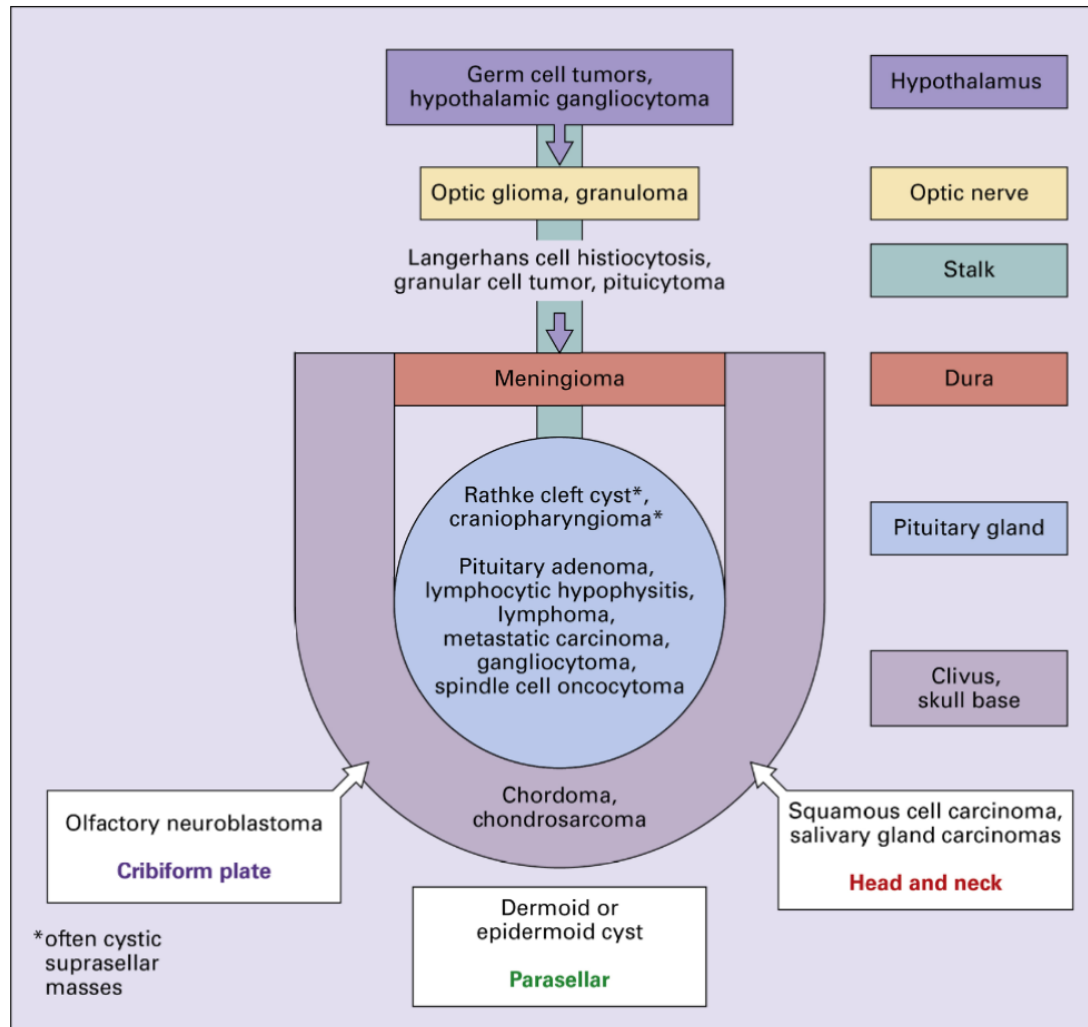 Germ cell tumors,
hypothalamic gangliocytoma
Hypothalamus
Optic glioma, granuloma
Optic nerve
Langerhans cell histiocytosis,
granular cell tumor, pituicytoma
Stalk
Meningioma
Dura
Rathke cleft cyst*,
craniopharyngioma*
Pituitary adenoma,
lymphocytic hypophysitis,
lymphoma,
metastatic carcinoma,
gangliocytoma,
spindle cell oncocytoma
Pituitary gland
Clivus,
skull base
Chordoma,
chondrosarcoma
Olfactory neuroblastoma
Cribiform plate
Squamous cell carcinoma,
salivary gland carcinomas
Head and neck
Dermoid or
epidermoid cyst
Parasellar
*often cystic
suprasellar
masses